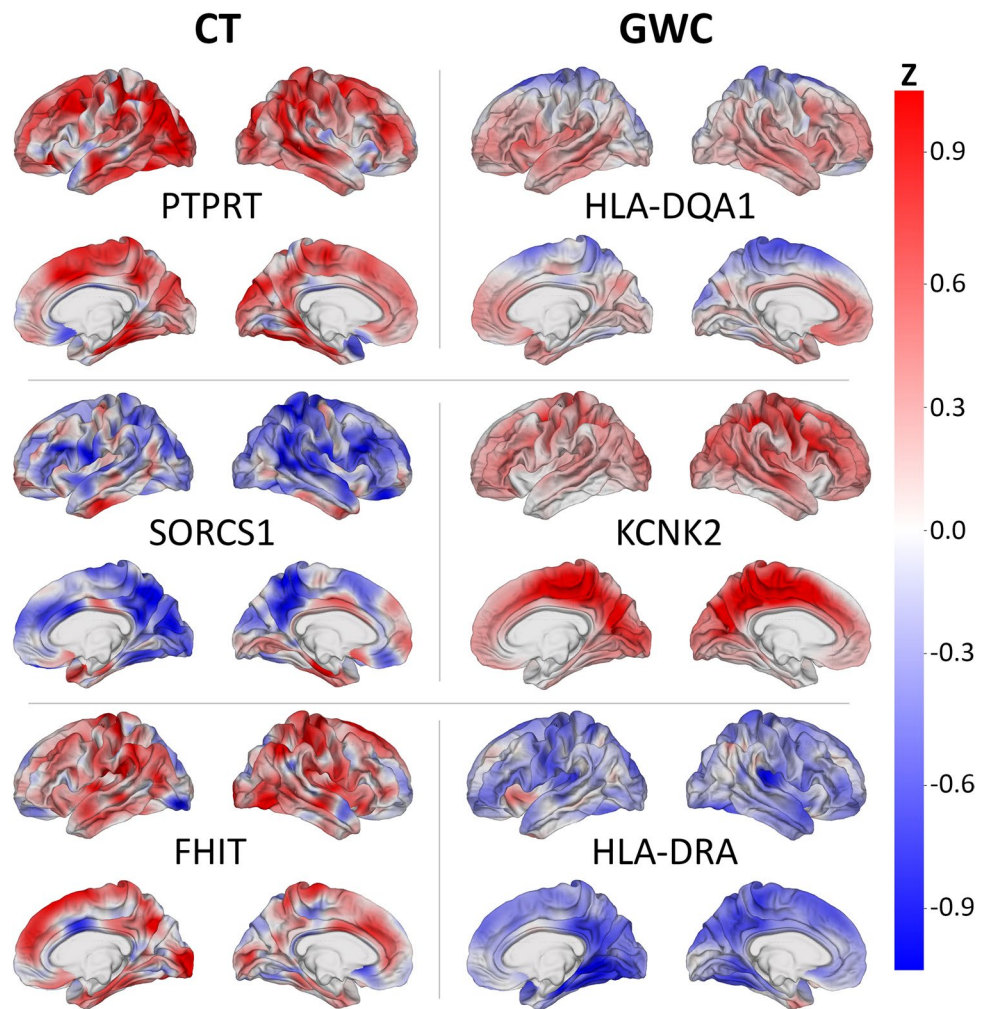 CT
GWC
Z
PTPRT
HLA-DQA1
SORCS1
KCNK2
FHIT
HLA-DRA
0.9
0.6
0.3
0.0
-0.3
-0.6
-0.9